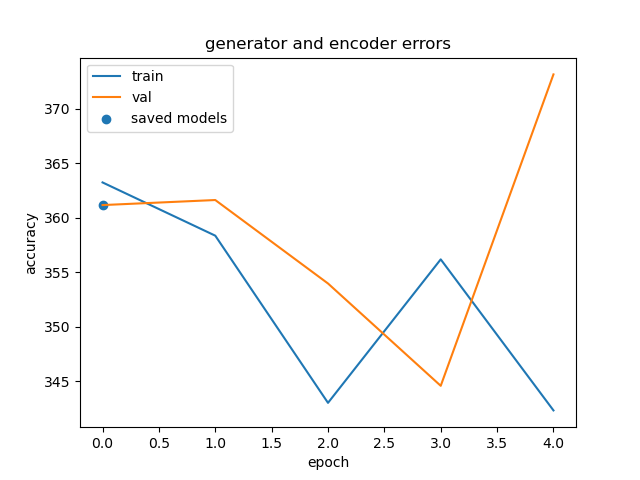 generator and encoder errors
train
val
saved models
370
365
360
355
350
345
accuracy
0.0 0.5 1.0 1.5 2.0 2.5 3.0 3.5 4.0
epoch